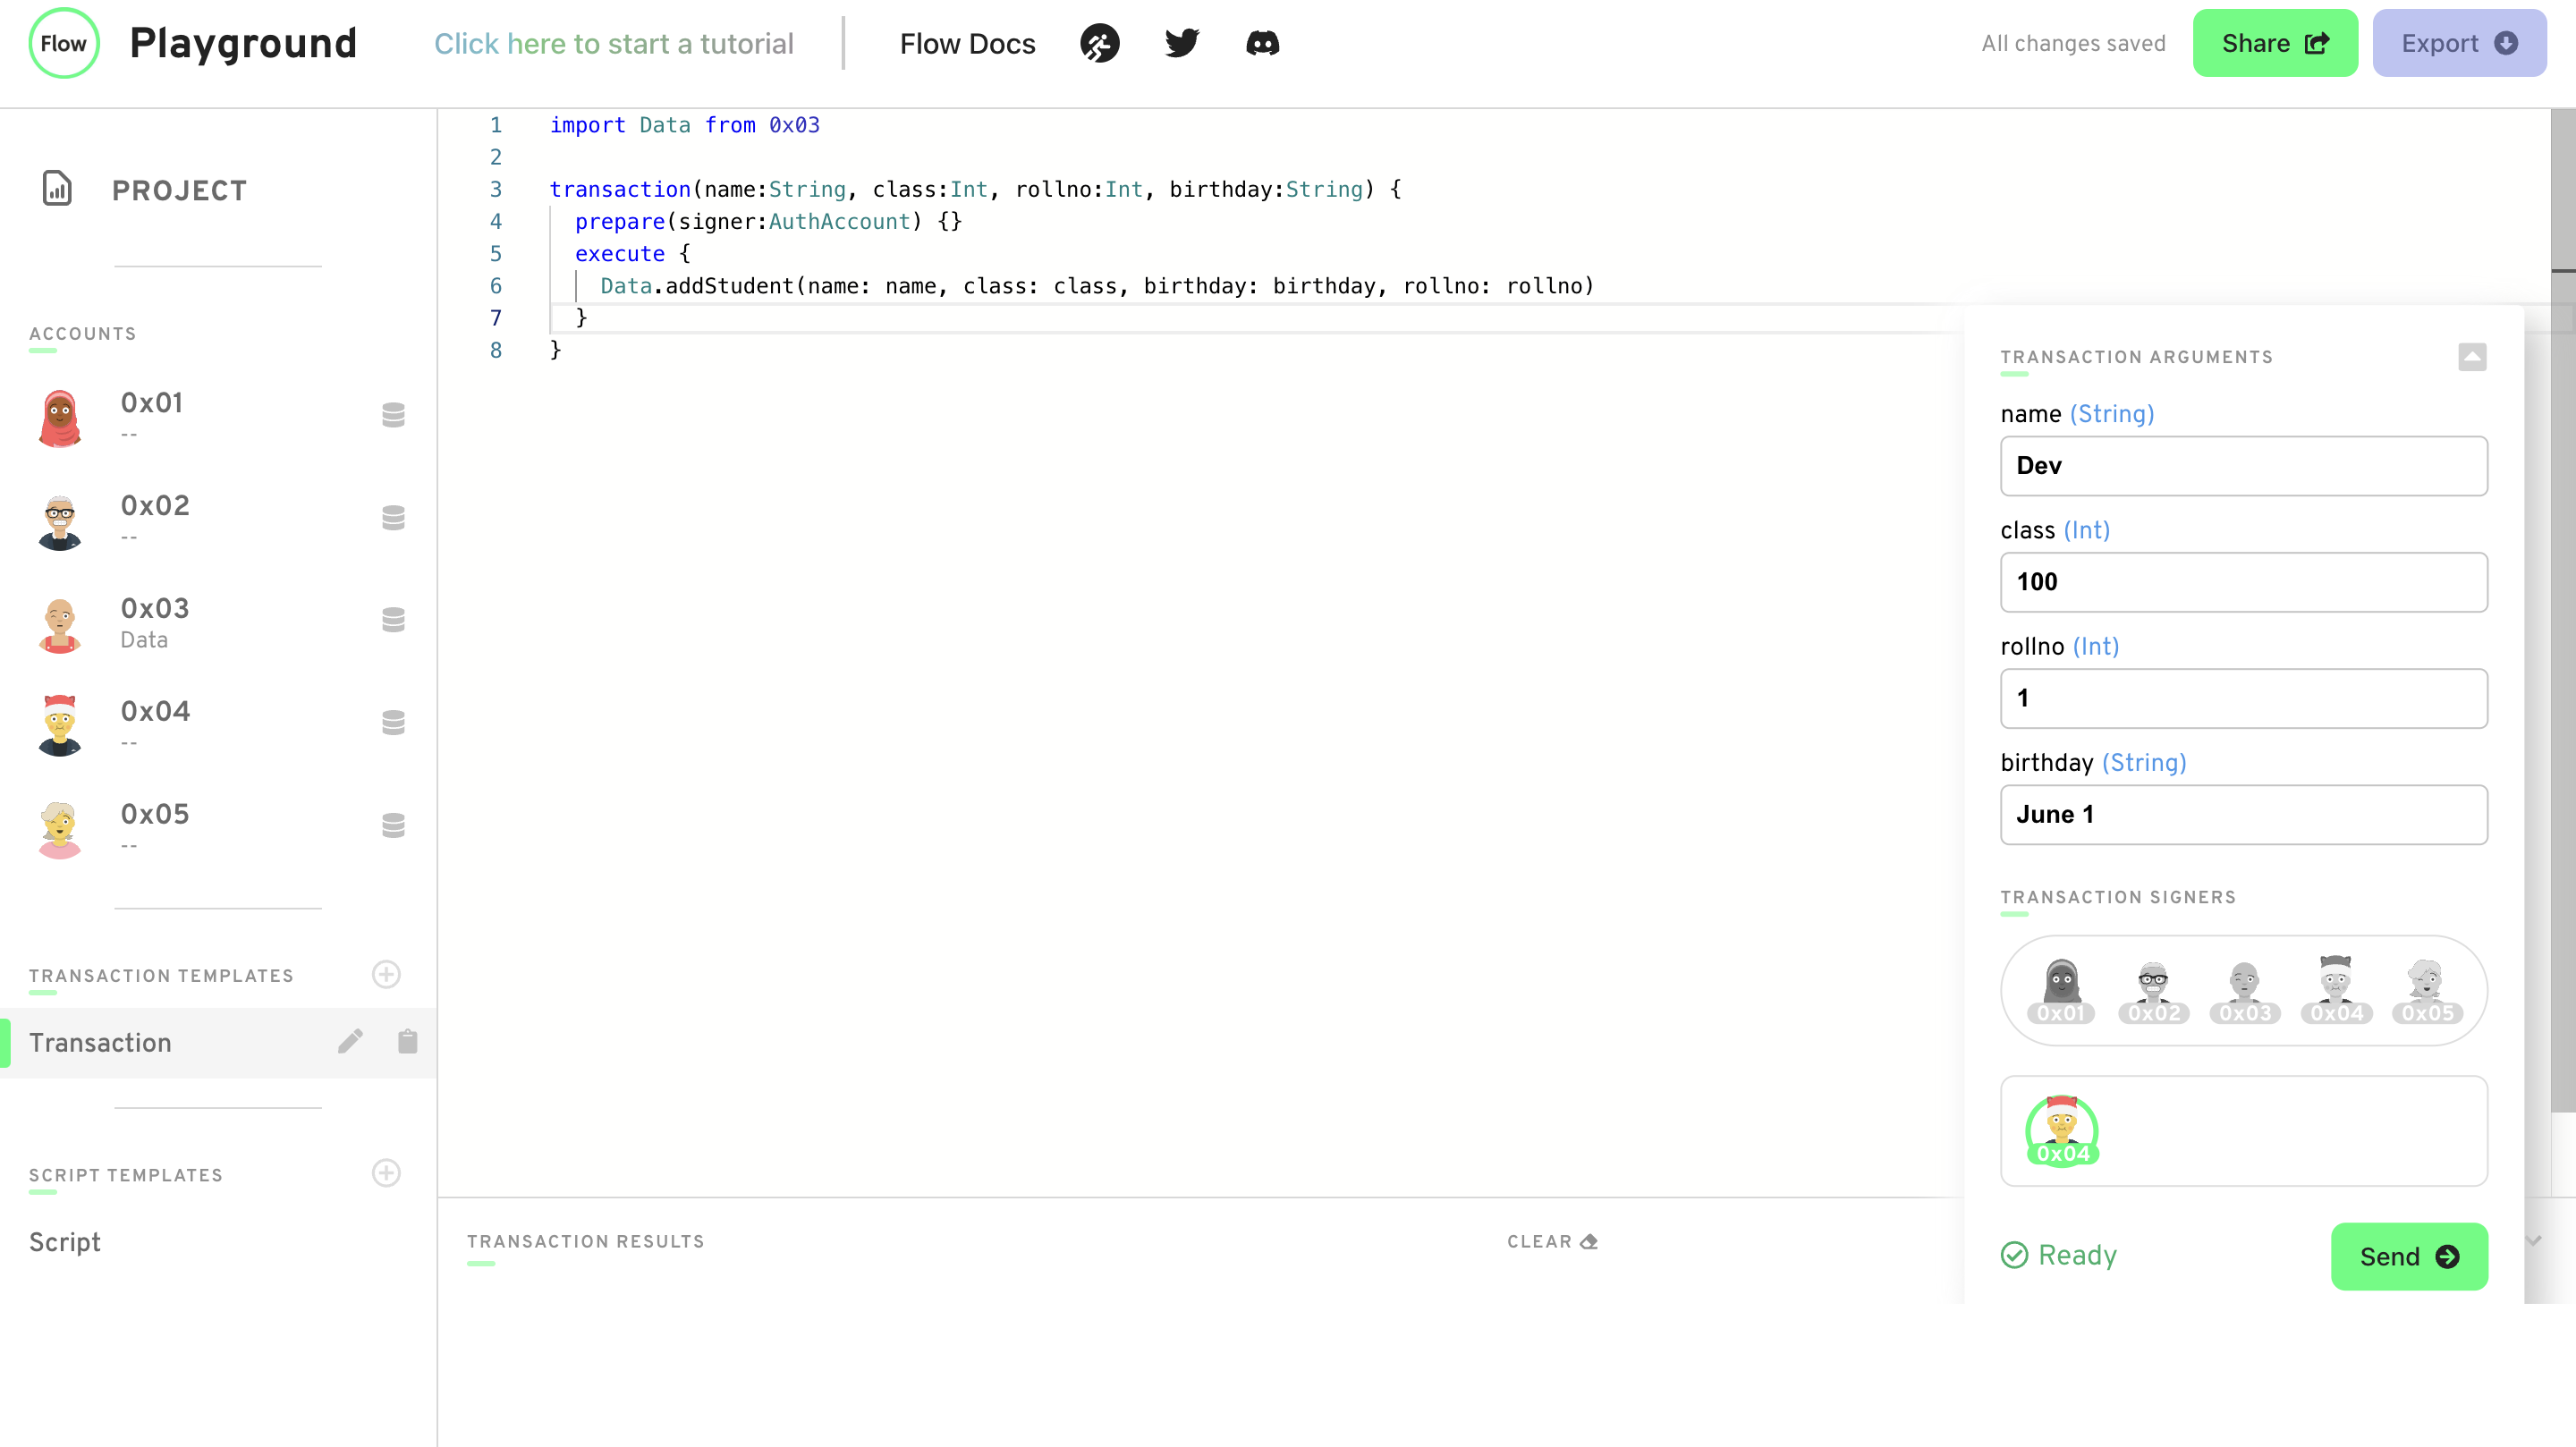 Flow Playground Click here to start a tutorial Flow Docs All changes saved Share Export
PROJECT
ACCOUNTS
0x01
--
0x02
--
0x03
Data
0x04
--
0x05
--
TRANSACTION TEMPLATES
Transaction
SCRIPT TEMPLATES
Script
1 import Data from 0x03
2
3 transaction(name:String, class:Int, rollno:Int, birthday:String) {
4 prepare(signer:AuthAccount) {}
5 execute {
6 Data.addStudent(name: name, class: class, birthday: birthday, rollno: rollno)
7 }
8 }
TRANSACTION ARGUMENTS
name (String)
Dev
class (Int)
100
rollno (Int)
1
birthday (String)
June 1
TRANSACTION SIGNERS
0x01 0x02 0x03 0x04 0x05
0x04
Ready Send
TRANSACTION RESULTS CLEAR